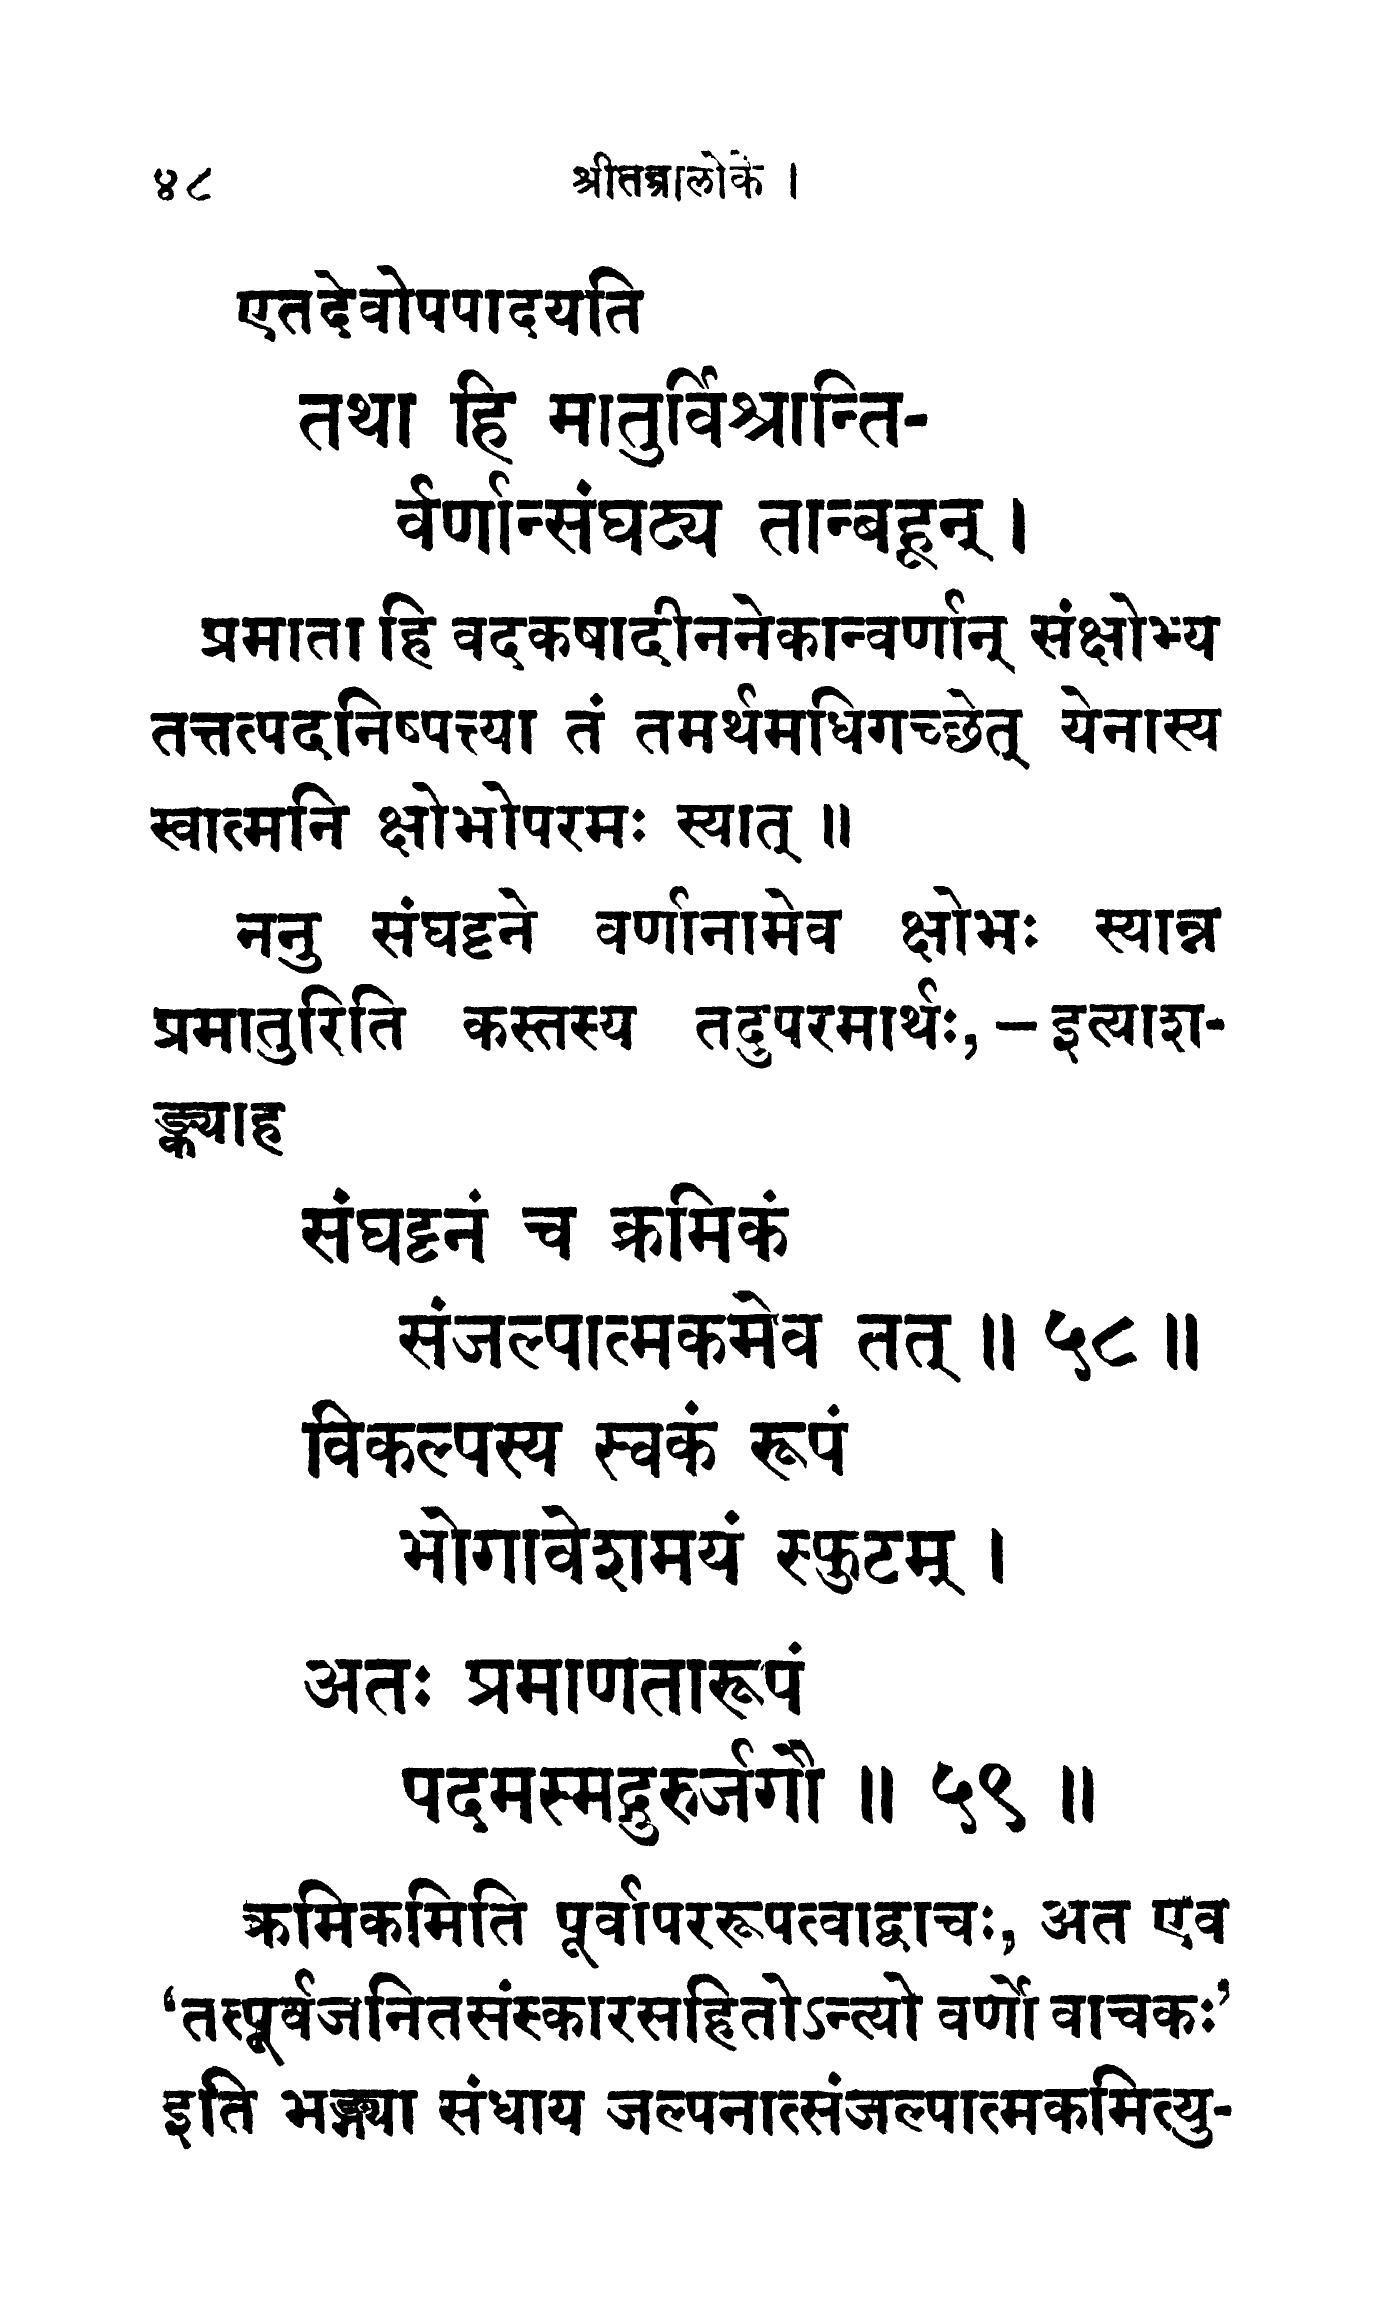 ४८ श्रीतन्त्रालोके ।
एतदेवोपपादयति
तथा हि मातुर्विश्रान्ति-
र्वर्णान्संघट्य तान्बहून् ।
प्रमाता हि वदकषादीननेकान्वर्णान् संक्षोभ्य
तत्तत्पदनिष्पत्त्या तं तमर्थमधिगच्छेत् येनास्य
स्वात्मनि क्षोभोपरमः स्यात् ॥
ननु संघट्टने वर्णानामेव क्षोभः स्यान्न
प्रमातुरिति कस्तस्य तदुपरमार्थः, — इत्याश-
ङ्क्याह
संघट्टनं च क्रमिकं
संजल्पात्मकमेव तत् ॥ ५८ ॥
विकल्पस्य स्वकं रूपं
भोगावेशमयं स्फुटम् ।
अतः प्रमाणतारूपं
पदमस्मद्गुरुर्जगौ ॥ ५९ ॥
क्रमिकमिति पूर्वापररूपत्वाद्वाचः, अत एव
‘तत्पूर्वजनितसंस्कारसहितोऽन्त्यो वर्णो वाचकः’
इति भङ्ग्या संधाय जल्पनात्संजल्पात्मकमित्यु-